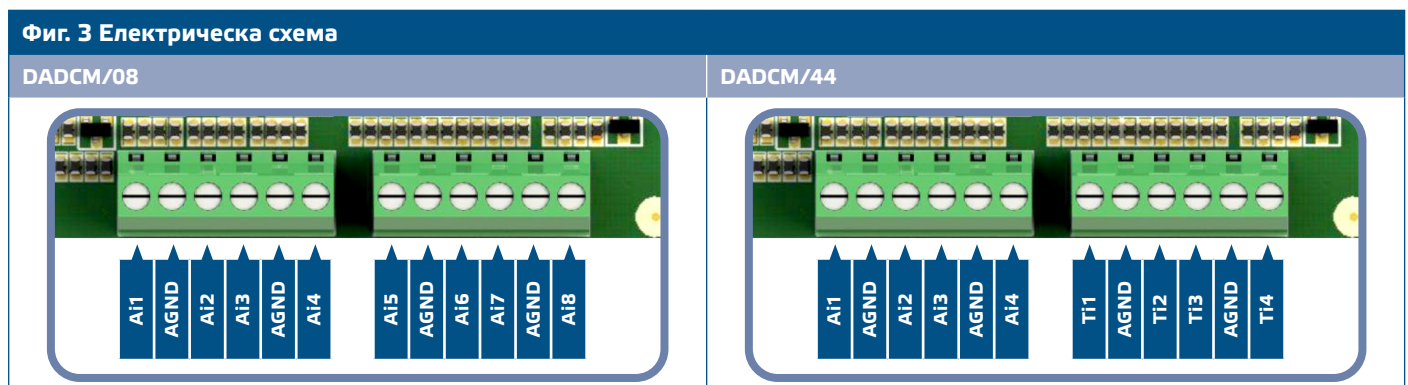 Фиг. 3 Електрическа схема
DADCM/08
DADCM/44
Ai1
AGND
Ai2
Ai3
AGND
Ai4
Ai5
AGND
Ai6
Ai7
AGND
Ai8
Ai1
AGND
Ai2
Ai3
AGND
Ai4
Ti1
AGND
Ti2
Ti3
AGND
Ti4